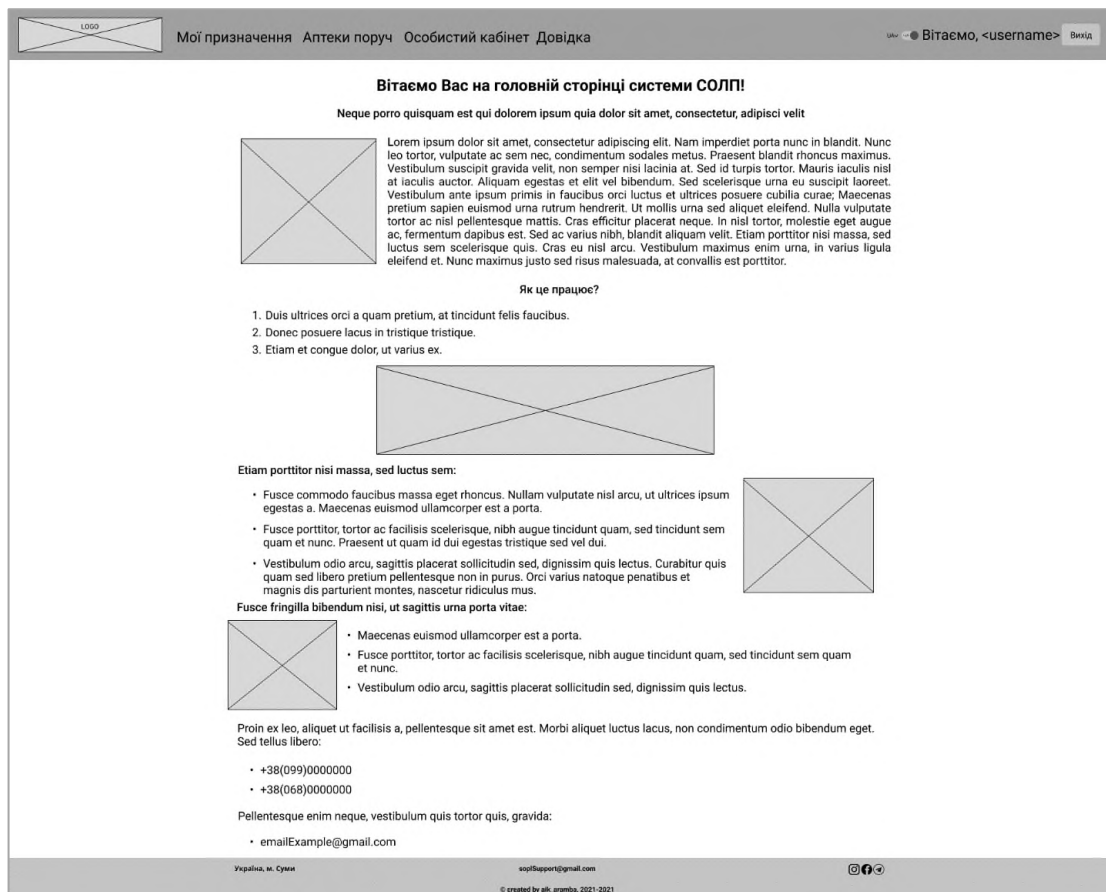 LOGO
Мої призначення Аптеки поруч Особистий кабінет Довідка
Вітаємо, <username> Вихід
Вітаємо Вас на головній сторінці системи СОЛП!
Neque porro quisquam est qui dolorem ipsum quia dolor sit amet, consectetur, adipisci velit
Lorem ipsum dolor sit amet, consectetur adipiscing elit. Nam imperdiet porta nunc in blandit. Nunc
leo tortor, vulputate ac sem nec, condimentum sodales metus. Praesent blandit rhoncus maximus.
Vestibulum suscipit gravida velit, non semper nisi lacinia at. Sed id turpis tortor. Mauris iaculis nisl
at iaculis auctor. Aliquam egestas et elit vel bibendum. Sed scelerisque urna eu suscipit laoreet.
Vestibulum ante ipsum primis in faucibus orci luctus et ultrices posuere cubilia curae; Maecenas
pretium sapien euismod urna rutrum hendrerit. Ut mollis urna sed aliquet eleifend. Nulla vulputate
tortor ac nisl pellentesque mattis. Cras efficitur placerat neque. In nisl tortor, molestie eget augue
ac, fermentum dapibus est. Sed ac varius nibh, blandit aliquam velit. Etiam porttitor nisi massa, sed
luctus sem scelerisque quis. Cras eu nisl arcu. Vestibulum maximus enim urna, in varius ligula
eleifend et. Nunc maximus justo sed risus malesuada, at convallis est porttitor.
Як це працює?
1. Duis ultrices orci a quam pretium, at tincidunt felis faucibus.
2. Donec posuere lacus in tristique tristique.
3. Etiam et congue dolor, ut varius ex.
Etiam porttitor nisi massa, sed luctus sem:
• Fusce commodo faucibus massa eget rhoncus. Nullam vulputate nisl arcu, ut ultrices ipsum
egestas a. Maecenas euismod ullamcorper est a porta.
• Fusce porttitor, tortor ac facilisis scelerisque, nibh augue tincidunt quam, sed tincidunt sem
quam et nunc. Praesent ut quam id dui egestas tristique sed vel dui.
• Vestibulum odio arcu, sagittis placerat sollicitudin sed, dignissim quis lectus. Curabitur quis
quam sed libero pretium pellentesque non in purus. Orci varius natoque penatibus et
magnis dis parturient montes, nascetur ridiculus mus.
Fusce fringilla bibendum nisi, ut sagittis urna porta vitae:
• Maecenas euismod ullamcorper est a porta.
• Fusce porttitor, tortor ac facilisis scelerisque, nibh augue tincidunt quam, sed tincidunt sem quam
et nunc.
• Vestibulum odio arcu, sagittis placerat sollicitudin sed, dignissim quis lectus.
Proin ex leo, aliquet ut facilisis a, pellentesque sit amet est. Morbi aliquet luctus lacus, non condimentum odio bibendum eget.
Sed tellus libero:
• +38(099)0000000
• +38(068)0000000
Pellentesque enim neque, vestibulum quis tortor quis, gravida:
• emailExample@gmail.com
Україна, м. Суми
soplSupport@gmail.com
© created by aik_aramba, 2021-2021